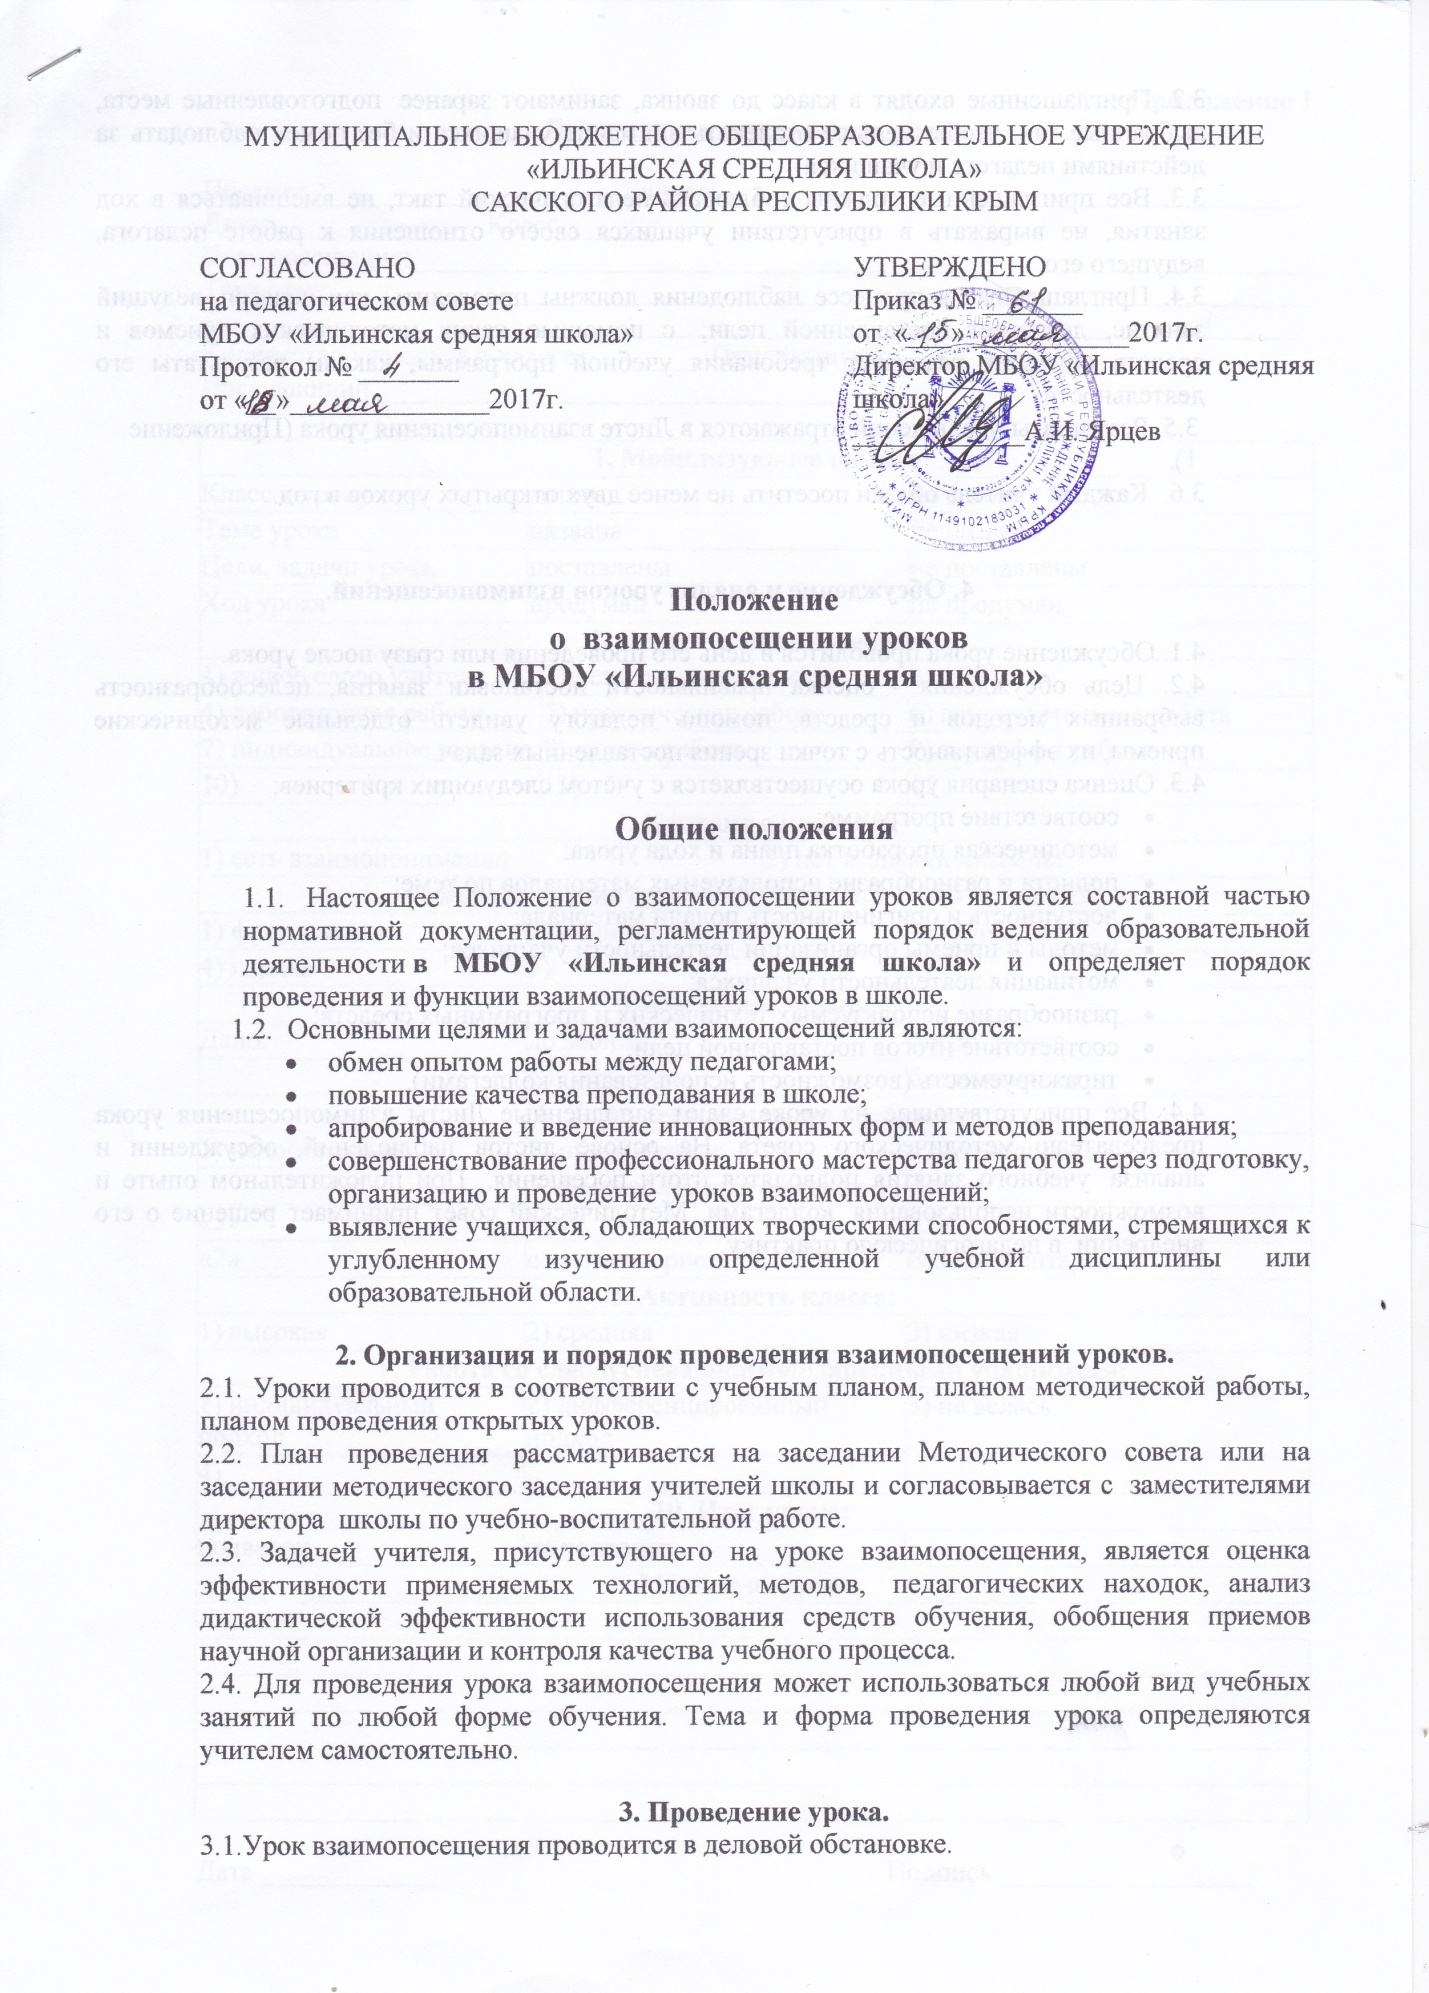 МУНИЦИПАЛЬНОЕ БЮДЖЕТНОЕ ОБЩЕОБРАЗОВАТЕЛЬНОЕ УЧРЕЖДЕНИЕ
«ИЛЬИНСКАЯ СРЕДНЯЯ ШКОЛА»
САКСКОГО РАЙОНА РЕСПУБЛИКИ КРЫМ
СОГЛАСОВАНО
на педагогическом совете
МБОУ «Ильинская средняя школа»
Протокол №
от « » мая 2017г.
УТВЕРЖДЕНО
Приказ №
от «15» мая 2017г.
Директор МБОУ «Ильинская средняя
школа»
А.И. Ярцев
ОГРН 1149102183031
Положение
о взаимопосещении уроков
в МБОУ «Ильинская средняя школа»
Общие положения
1.1. Настоящее Положение о взаимопосещении уроков является составной частью
нормативной документации, регламентирующей порядок ведения образовательной
деятельности в МБОУ «Ильинская средняя школа» и определяет порядок
проведения и функции взаимопосещений уроков в школе.
1.2. Основными целями и задачами взаимопосещений являются:
• обмен опытом работы между педагогами;
• повышение качества преподавания в школе;
• апробирование и введение инновационных форм и методов преподавания;
• совершенствование профессионального мастерства педагогов через подготовку,
организацию и проведение уроков взаимопосещений;
• выявление учащихся, обладающих творческими способностями, стремящихся к
углубленному изучению определенной учебной дисциплины или
образовательной области.
2. Организация и порядок проведения взаимопосещений уроков.
2.1. Уроки проводится в соответствии с учебным планом, планом методической работы,
планом проведения открытых уроков.
2.2. План проведения рассматривается на заседании Методического совета или на
заседании методического заседания учителей школы и согласовывается с заместителями
директора школы по учебно-воспитательной работе.
2.3. Задачей учителя, присутствующего на уроке взаимопосещения, является оценка
эффективности применяемых технологий, методов, педагогических находок, анализ
дидактической эффективности использования средств обучения, обобщения приемов
научной организации и контроля качества учебного процесса.
2.4. Для проведения урока взаимопосещения может использоваться любой вид учебных
занятий по любой форме обучения. Тема и форма проведения урока определяются
учителем самостоятельно.
3. Проведение урока.
3.1.Урок взаимопосещения проводится в деловой обстановке.